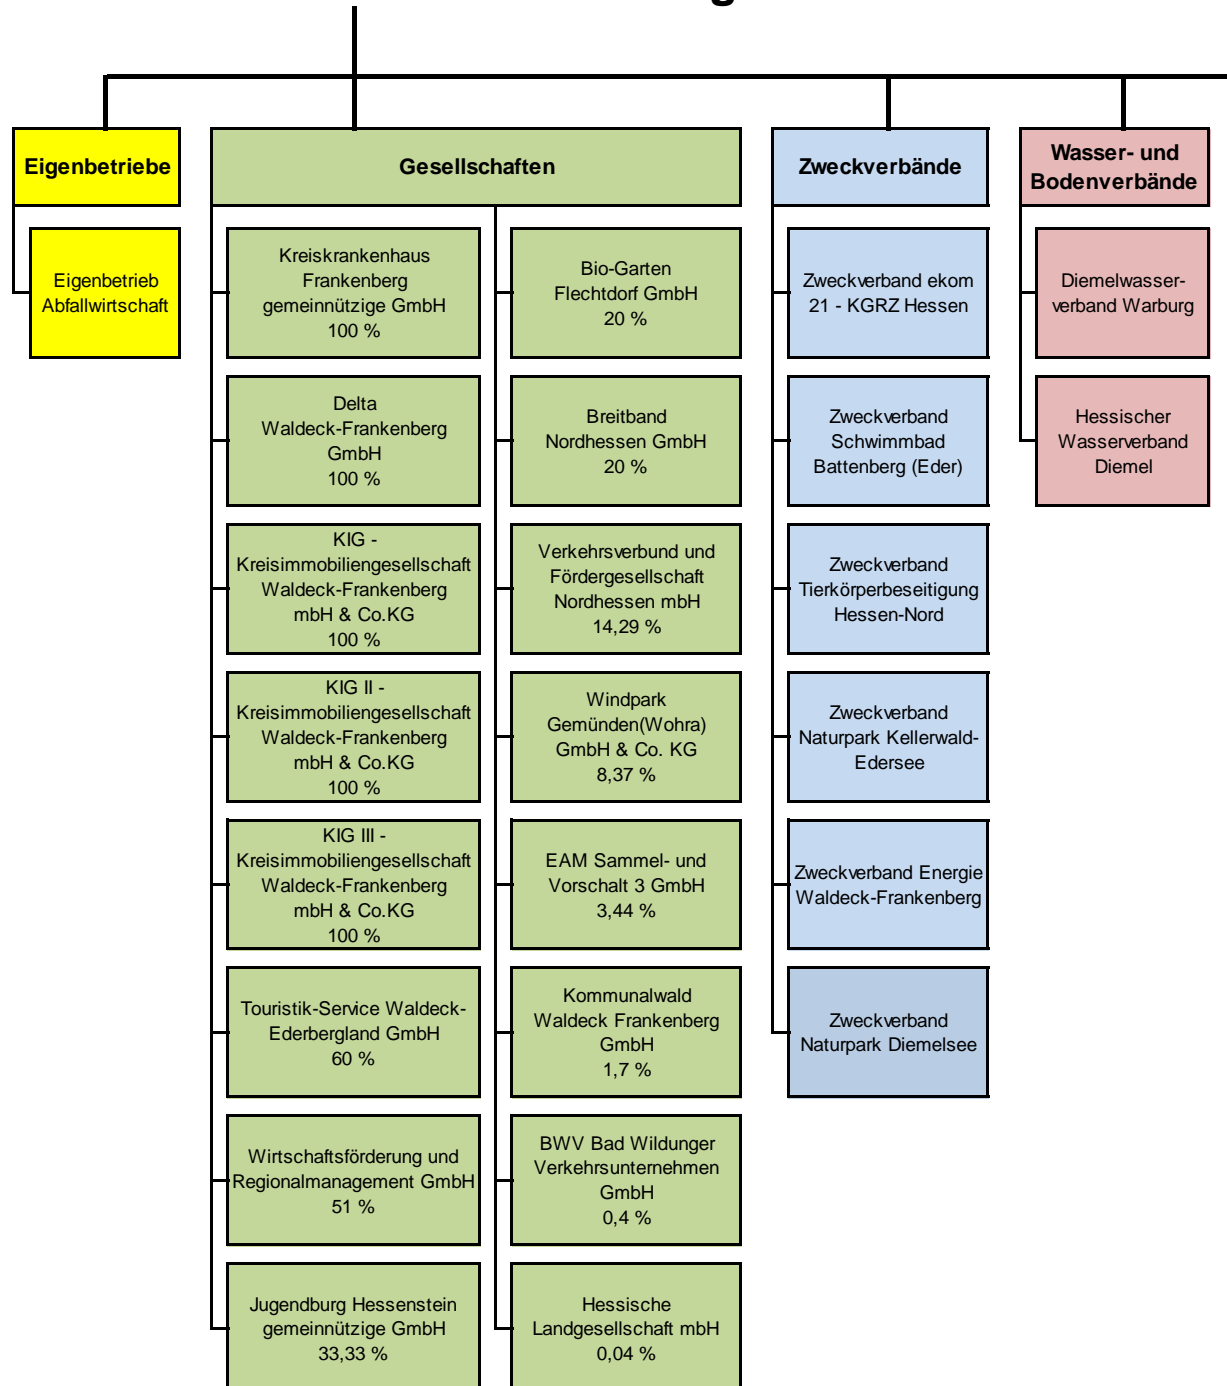 Eigenbetriebe
Eigenbetrieb
Abfallwirtschaft
Gesellschaften
Kreiskrankenhaus
Frankenberg
gemeinnützige GmbH
100 %
Delta
Waldeck-Frankenberg
GmbH
100 %
KIG -
Kreisimmobiliengesellschaft
Waldeck-Frankenberg
mbH & Co.KG
100 %
KIG II -
Kreisimmobiliengesellschaft
Waldeck-Frankenberg
mbH & Co.KG
100 %
KIG III -
Kreisimmobiliengesellschaft
Waldeck-Frankenberg
mbH & Co.KG
100 %
Touristik-Service Waldeck-
Ederbergland GmbH
60 %
Wirtschaftsförderung und
Regionalmanagement GmbH
51 %
Jugendburg Hessenstein
gemeinnützige GmbH
33,33 %
Bio-Garten
Flechtdorf GmbH
20 %
Breitband
Nordhessen GmbH
20 %
Verkehrsverbund und
Fördergesellschaft
Nordhessen mbH
14,29 %
Windpark
Gemünden(Wohra)
GmbH & Co. KG
8,37 %
EAM Sammel- und
Vorschalt 3 GmbH
3,44 %
Kommunalwald
Waldeck Frankenberg
GmbH
1,7 %
BWV Bad Wildunger
Verkehrsunternehmen
GmbH
0,4 %
Hessische
Landgesellschaft mbH
0,04 %
Zweckverbände
Zweckverband ekom
21 - KGRZ Hessen
Zweckverband
Schwimmbad
Battenberg (Eder)
Zweckverband
Tierkörperbeseitigung
Hessen-Nord
Zweckverband
Naturpark Kellerwald-
Edersee
Zweckverband Energie
Waldeck-Frankenberg
Zweckverband
Naturpark Diemelsee
Wasser- und
Bodenverbände
Diemelwasser-
verband Warburg
Hessischer
Wasserverband
Diemel